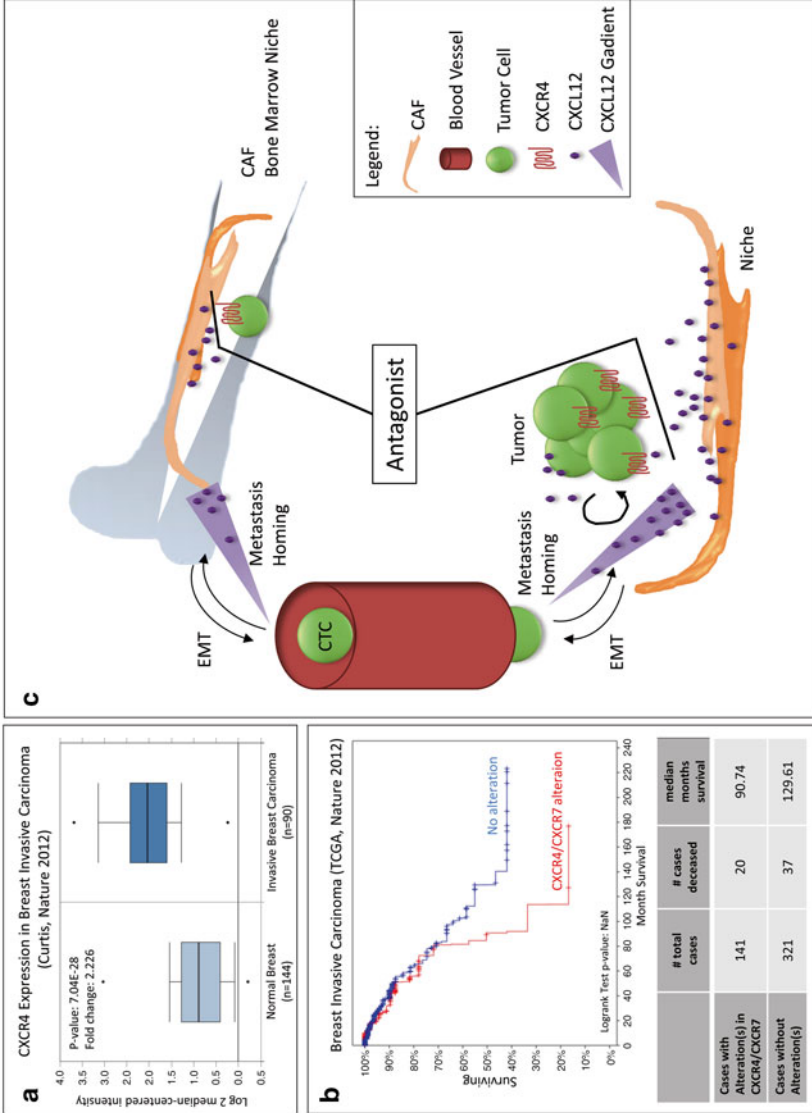 a
CXCR4 Expression in Breast Invasive Carcinoma
(Curtis, Nature 2012)
P-value: 7.04E-28
Fold change: 2.226
Log 2 median-centered intensity
4.0
3.5
3.0
2.5
2.0
1.5
1.0
0.5
0.0
0.5
Normal Breast
(n=144)
Invasive Breast Carcinoma
(n=90)
b
Breast Invasive Carcinoma (TCGA, Nature 2012)
Surviving
100%
90%
80%
70%
60%
50%
40%
30%
20%
10%
0%
No alteration
CXCR4/CXCR7 alteraion
Logrank Test p-value: NaN
0 20 40 60 80 100 120 140 160 180 200 220 240
Month Survival
# total cases
# cases deceased
median months survival
Cases with Alteration(s) in CXCR4/CXCR7
141
20
90.74
Cases without Alteration(s)
321
37
129.61
c
CAF
Bone Marrow Niche
EMT
Metastasis
Homing
CTC
Antagonist
Metastasis
Homing
EMT
Tumor
Niche
Legend:
CAF
Blood Vessel
Tumor Cell
CXCR4
CXCL12
CXCL12 Gadient